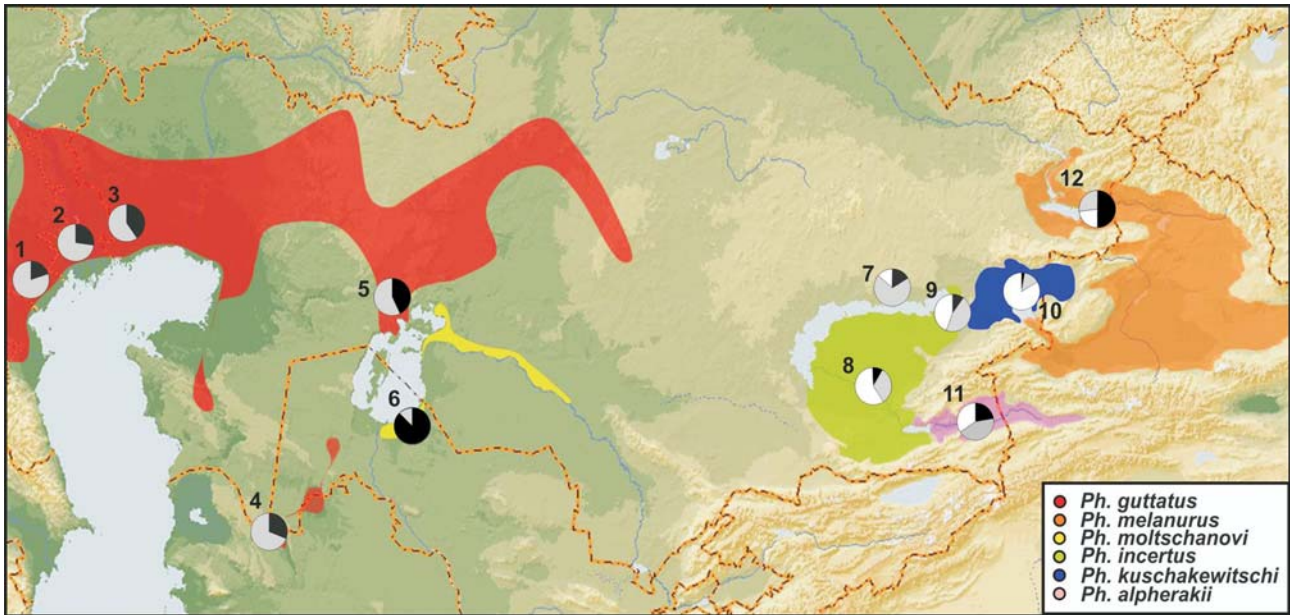 1
2
3
4
5
6
7
8
9
10
11
12
Ph. guttatus
Ph. melanurus
Ph. moltschanovi
Ph. incertus
Ph. kuschakewitschi
Ph. alpherakii